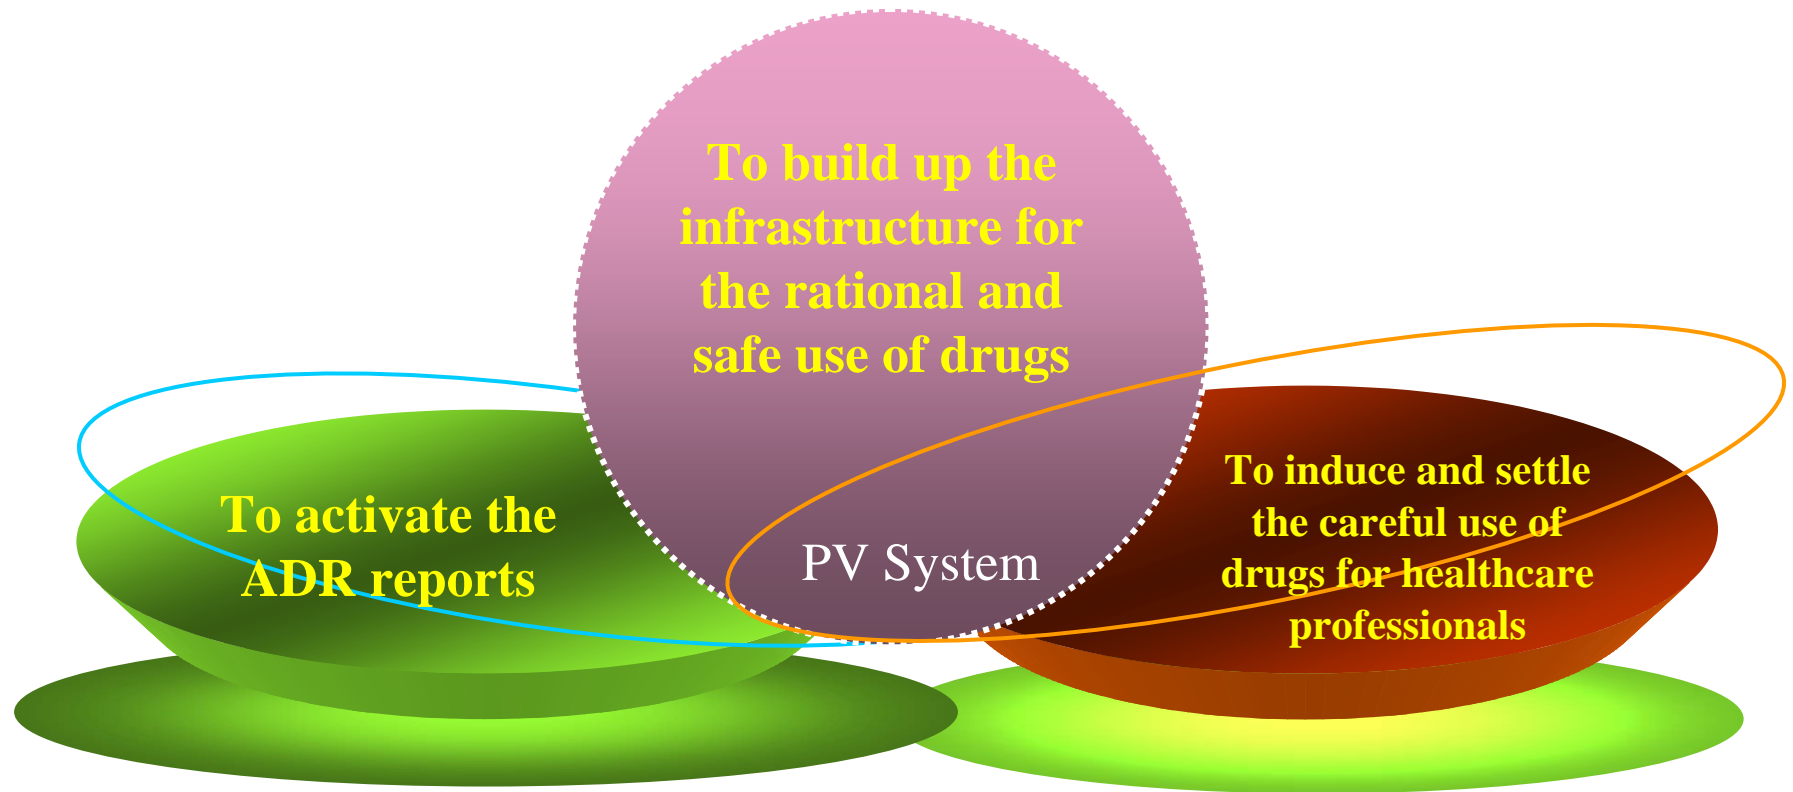 To build up the
infrastructure for
the rational and
safe use of drugs
PV System
To activate the
ADR reports
To induce and settle
the careful use of
drugs for healthcare
professionals